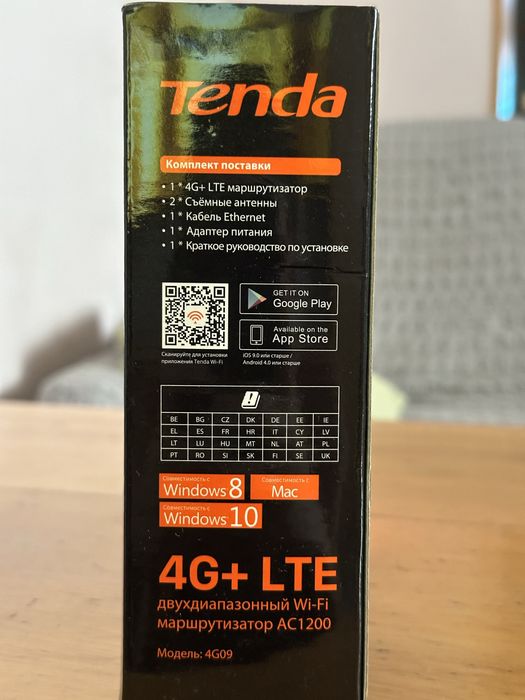 Tenda
Комплект поставки
• 1 * 4G+ LTE маршрутизатор
• 2 * Съёмные антенны
• 1 * Кабель Ethernet
• 1 * Адаптер питания
• 1 * Краткое руководство по установке
GET IT ON
Google Play
Available on the
App Store
Сканируйте для установки
приложения Tenda Wi-Fi
iOS 9.0 или старше /
Android 4.0 или старше
BE BG CZ DK DE EE IE
EL ES FR HR IT CY LV
LT LU HU MT NL AT PL
PT RO SI SK FI SE UK
Совместимость с
Windows 8
Совместимость с
Mac
Совместимость с
Windows 10
4G+ LTE
двухдиапазонный Wi-Fi
маршрутизатор AC1200
Модель: 4G09